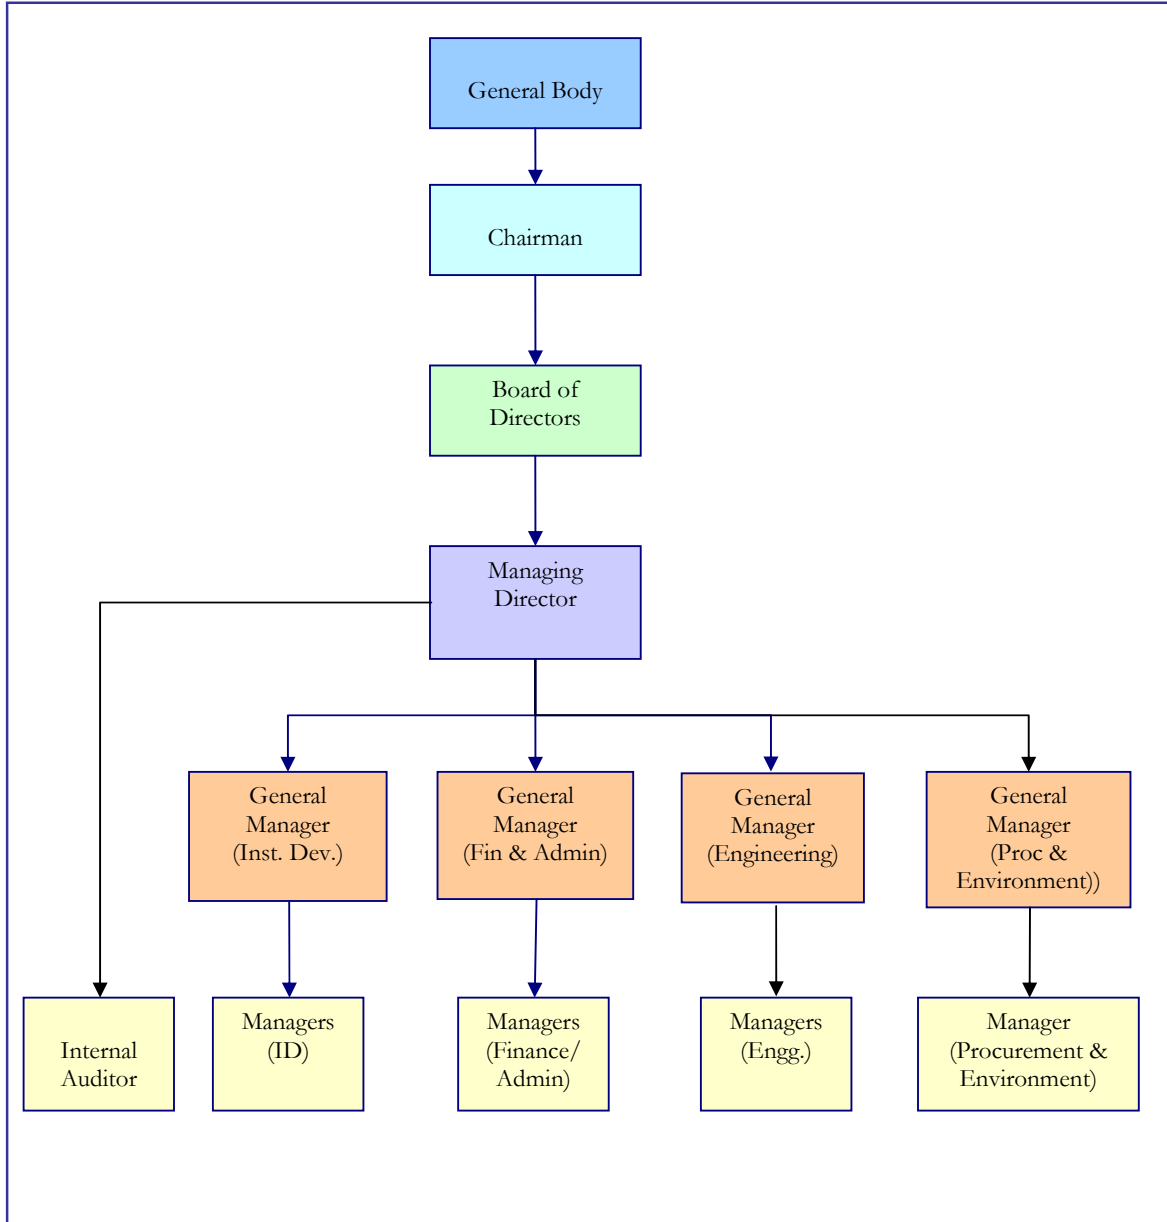 General Body
Chairman
Board of
Directors
Managing
Director
General
Manager
(Inst. Dev.)
General
Manager
(Fin & Admin)
General
Manager
(Engineering)
General
Manager
(Proc &
Environment))
Internal
Auditor
Managers
(ID)
Managers
(Finance/
Admin)
Managers
(Engg.)
Manager
(Procurement &
Environment)